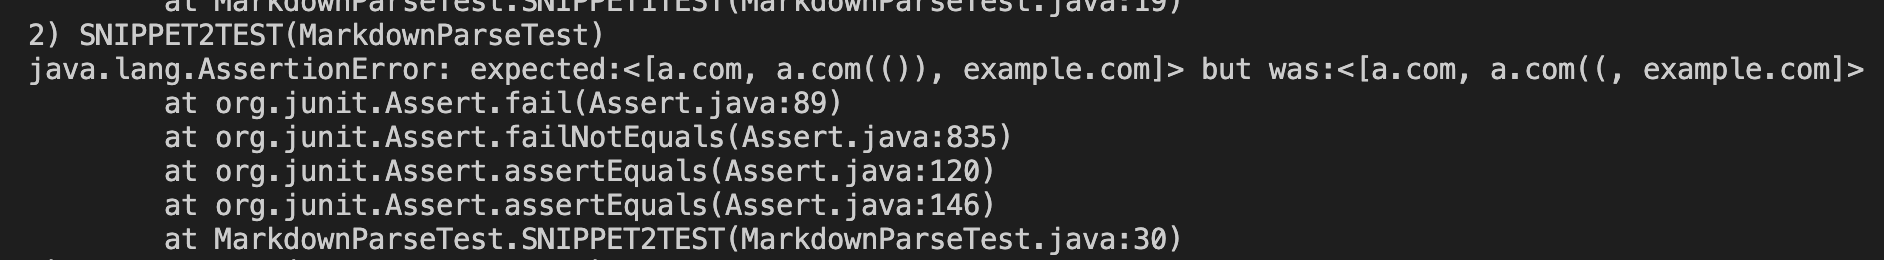 at MarkdownParseTest.SNIPPET1TEST(MarkdownParseTest.java:19)
2) SNIPPET2TEST(MarkdownParseTest)
java.lang.AssertionError: expected:<[a.com, a.com(()), example.com]> but was:<[a.com, a.com((, example.com]>
at org.junit.Assert.fail(Assert.java:89)
at org.junit.Assert.failNotEquals(Assert.java:835)
at org.junit.Assert.assertEquals(Assert.java:120)
at org.junit.Assert.assertEquals(Assert.java:146)
at MarkdownParseTest.SNIPPET2TEST(MarkdownParseTest.java:30)